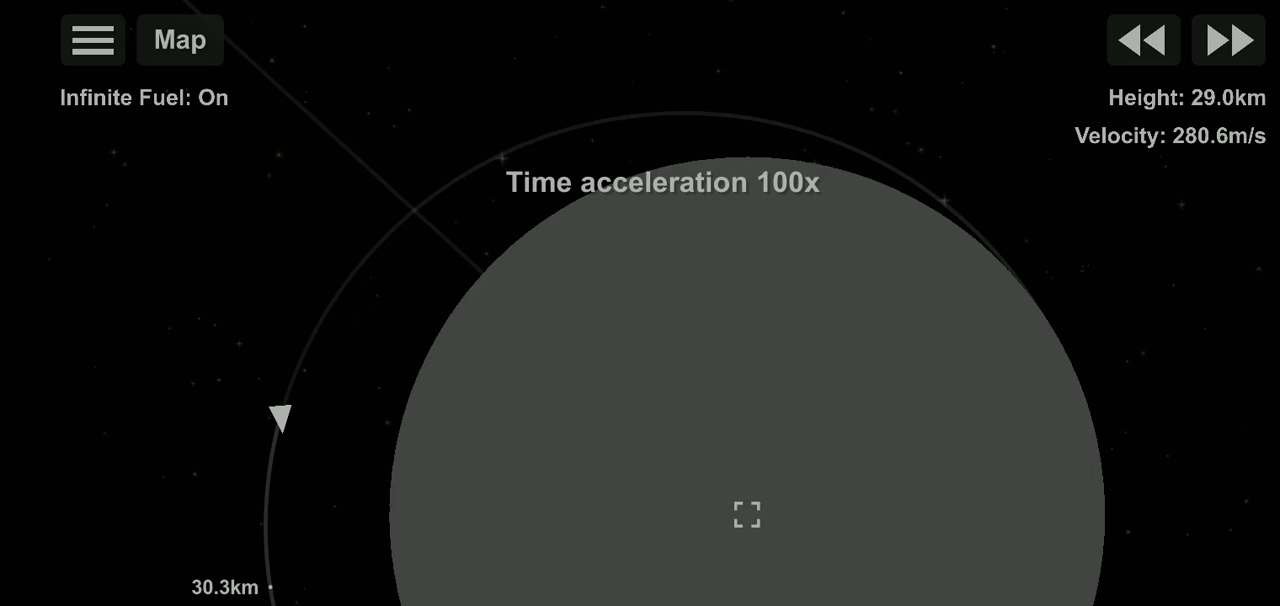 Map
Infinite Fuel: On
Height: 29.0km
Velocity: 280.6m/s
Time acceleration 100x
30.3km